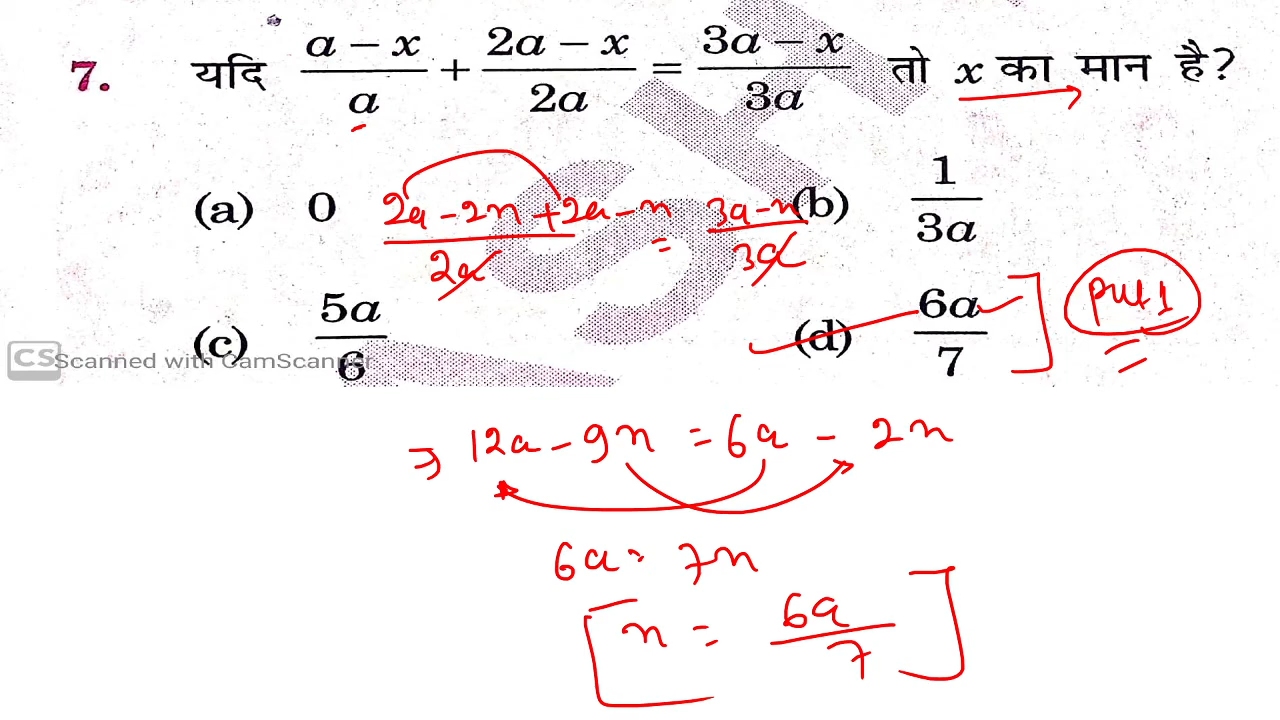 7. यदि (a − x)/a + (2a − x)/2a = (3a − x)/3a तो x का मान है?
(a) 0
(b) 1/3a
(c) 5a/6
(d) 6a/7
(2a - 2x + 2a - x)/2a = (3a - x)/3a
put 1
CS Scanned with CamScanner
⇒ 12a - 9x = 6a - 2x
6a = 7x
x = 6a/7